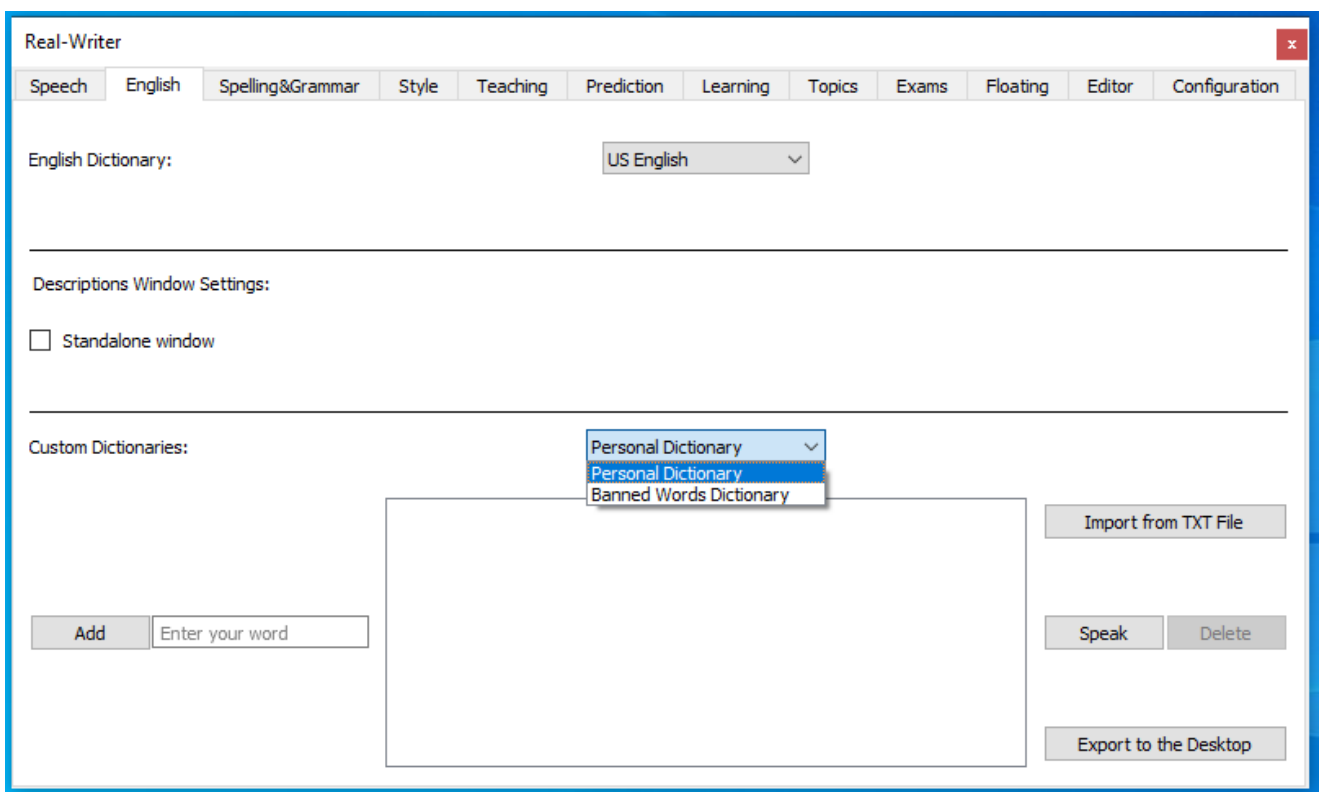 Real-Writer
x
Speech English Spelling&Grammar Style Teaching Prediction Learning Topics Exams Floating Editor Configuration
English Dictionary: US English
Descriptions Window Settings:
Standalone window
Custom Dictionaries: Personal Dictionary
Personal Dictionary
Banned Words Dictionary
Import from TXT File
Add Enter your word Speak Delete
Export to the Desktop